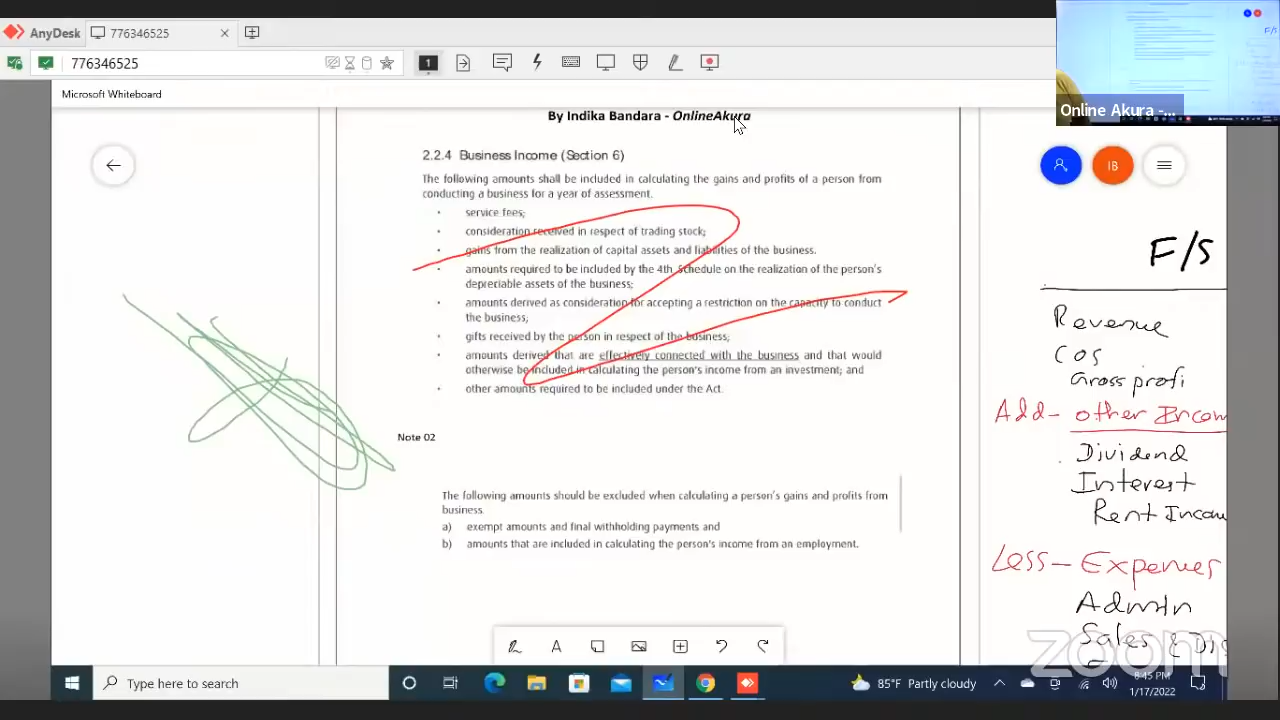 AnyDesk
776346525
776346525
1
Online Akura -...
Microsoft Whiteboard
By Indika Bandara - OnlineAkura
IB
2.2.4 Business Income (Section 6)
The following amounts shall be included in calculating the gains and profits of a person from
conducting a business for a year of assessment.
• service fees;
• consideration received in respect of trading stock;
• gains from the realization of capital assets and liabilities of the business.
• amounts required to be included by the 4th Schedule on the realization of the person's
depreciable assets of the business;
• amounts derived as consideration for accepting a restriction on the capacity to conduct
the business;
• gifts received by the person in respect of the business;
• amounts derived that are effectively connected with the business and that would
otherwise be included in calculating the person's income from an investment; and
• other amounts required to be included under the Act.
Note 02
The following amounts should be excluded when calculating a person's gains and profits from
business.
a) exempt amounts and final withholding payments and
b) amounts that are included in calculating the person's income from an employment.
F/S
Revenue
COS
Gross profi
Add- other Incom
Dividend
Interest
Rent Incom
Less- Expenses
Admin
Sales & Dis
zoom
Type here to search
85°F Partly cloudy
8:45 PM
1/17/2022